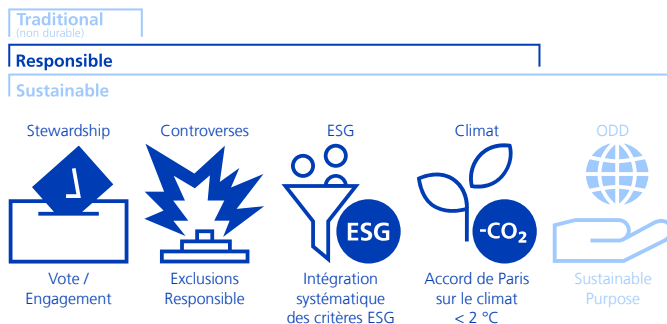 Traditional
(non durable)
Responsible
Sustainable
Stewardship
Controverses
ESG
Climat
ODD
ESG
-CO₂
Vote /
Engagement
Exclusions
Responsible
Intégration
systématique
des critères ESG
Accord de Paris
sur le climat
< 2 °C
Sustainable
Purpose